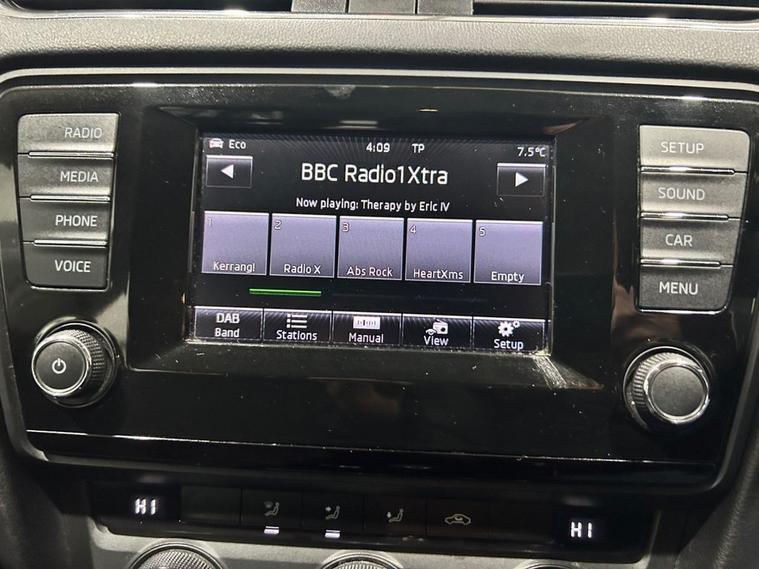 RADIO
MEDIA
PHONE
VOICE
Eco 4:09 TP 7.5°C
BBC Radio1Xtra
Now playing: Therapy by Eric IV
1 2 3 4 5
Kerrang! Radio X Abs Rock HeartXms Empty
DAB
Band Stations Manual View Setup
SETUP
SOUND
CAR
MENU
HI HI